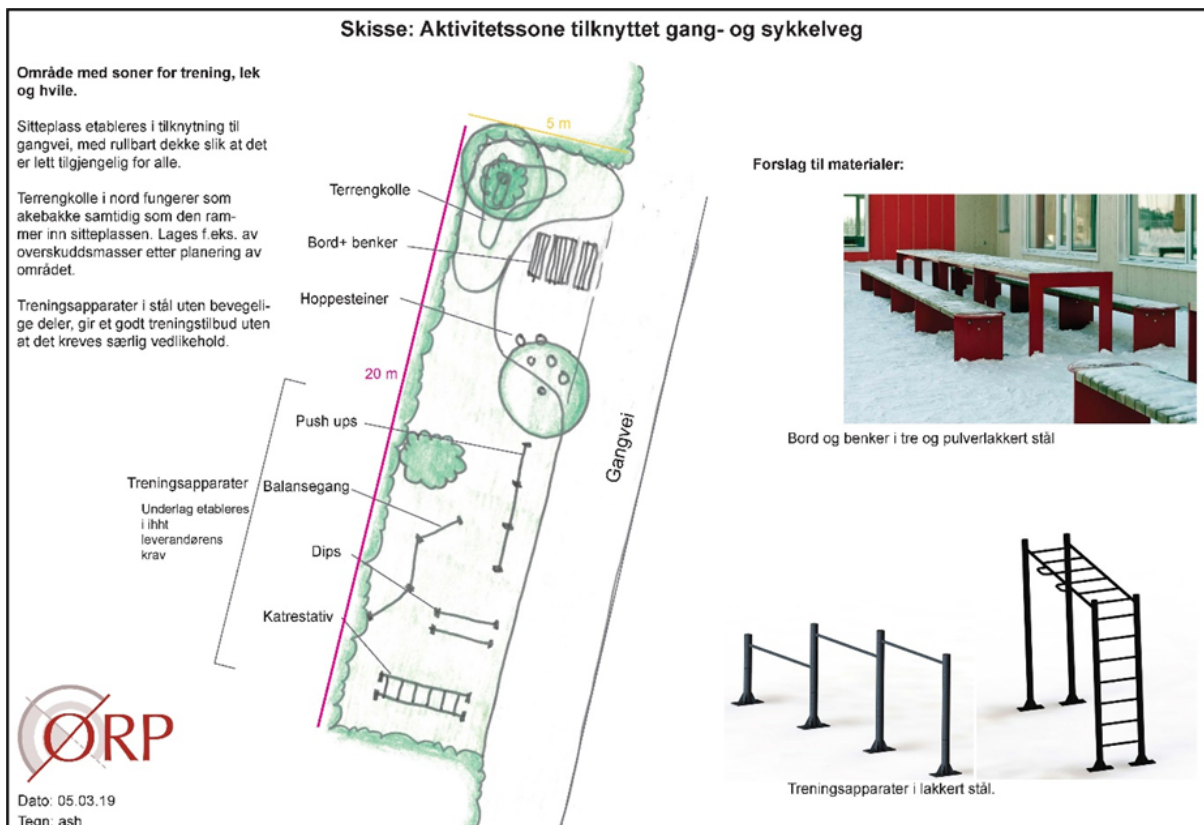 Skisse: Aktivitetssone tilknyttet gang- og sykkelveg
Område med soner for trening, lek
og hvile.
Sitteplass etableres i tilknytning til
gangvei, med rullbart dekke slik at det
er lett tilgjengelig for alle.
Terrengkolle i nord fungerer som
akebakke samtidig som den ram-
mer inn sitteplassen. Lages f.eks. av
overskuddsmasser etter planering av
området.
Treningsapparater i stål uten bevegeli-
ge deler, gir et godt treningstilbud uten
at det kreves særlig vedlikehold.
5 m
Terrengkolle
Bord+ benker
Hoppesteiner
20 m
Push ups
Treningsapparater
Underlag etableres
i ihht
leverandørens
krav
Balansegang
Dips
Katrestativ
Gangvei
Forslag til materialer:
Bord og benker i tre og pulverlakkert stål
Treningsapparater i lakkert stål.
ØRP
Dato: 05.03.19
Tegn: ash